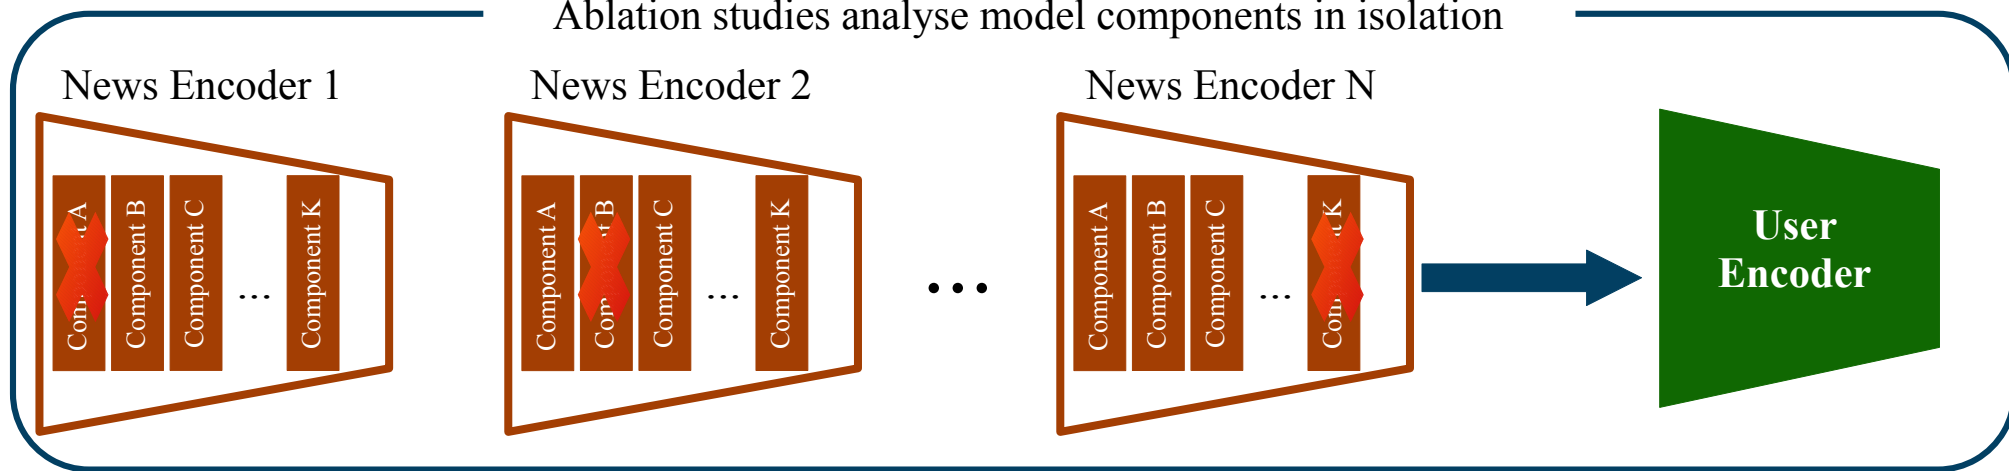 Ablation studies analyse model components in isolation
News Encoder 1
News Encoder 2
News Encoder N
Component B
Component C
...
Component K
Component A
Component C
...
Component K
...
Component A
Component B
Component C
...
User
Encoder